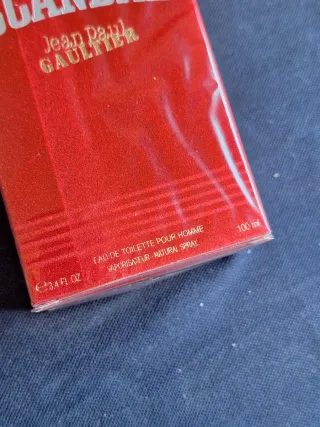 SCANDAL
Jean Paul
GAULTIER
EAU DE TOILETTE POUR HOMME
VAPORISATEUR - NATURAL SPRAY
℮ 3.4 FL.OZ
100 ml